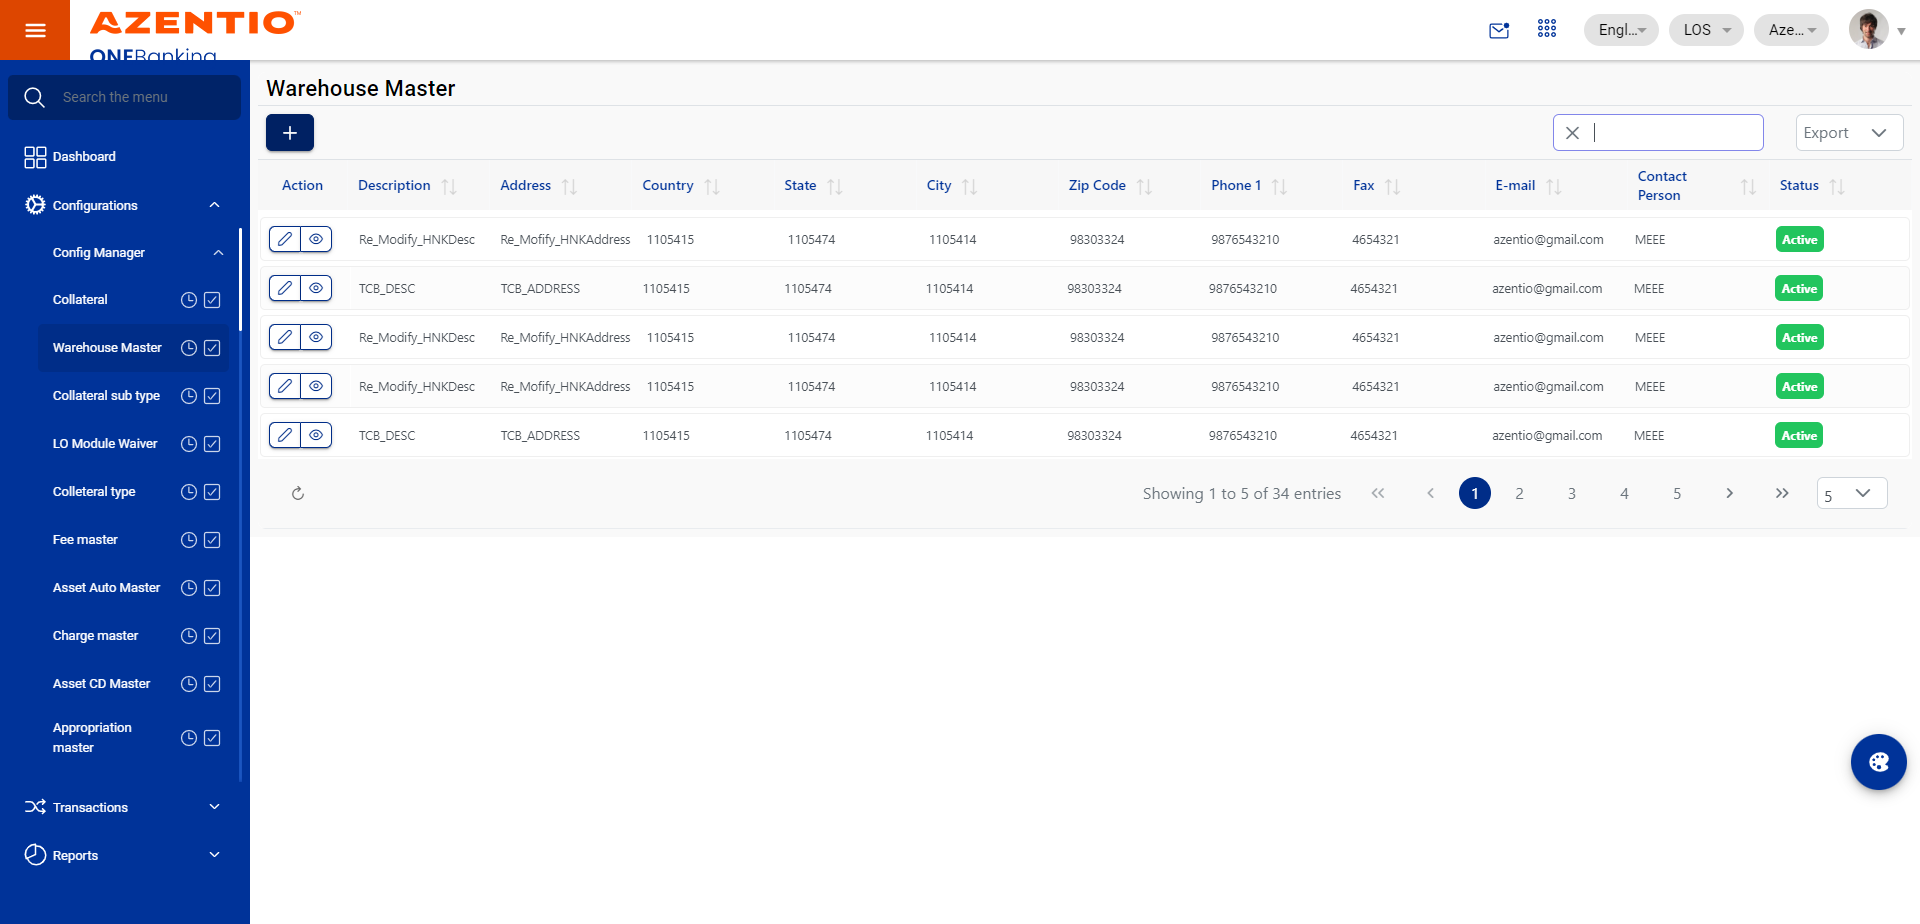 AZENTIO™
ONEBanking
Engl...
LOS
Aze...
Search the menu
Dashboard
Configurations
Config Manager
Collateral
Warehouse Master
Collateral sub type
LO Module Waiver
Colleteral type
Fee master
Asset Auto Master
Charge master
Asset CD Master
Appropriation
master
Transactions
Reports
Warehouse Master
Export
Action Description Address Country State City Zip Code Phone 1 Fax E-mail Contact Person Status
Re_Modify_HNKDesc Re_Mofify_HNKAddress 1105415 1105474 1105414 98303324 9876543210 4654321 azentio@gmail.com MEEE Active
TCB_DESC TCB_ADDRESS 1105415 1105474 1105414 98303324 9876543210 4654321 azentio@gmail.com MEEE Active
Re_Modify_HNKDesc Re_Mofify_HNKAddress 1105415 1105474 1105414 98303324 9876543210 4654321 azentio@gmail.com MEEE Active
Re_Modify_HNKDesc Re_Mofify_HNKAddress 1105415 1105474 1105414 98303324 9876543210 4654321 azentio@gmail.com MEEE Active
TCB_DESC TCB_ADDRESS 1105415 1105474 1105414 98303324 9876543210 4654321 azentio@gmail.com MEEE Active
Showing 1 to 5 of 34 entries 1 2 3 4 5 5